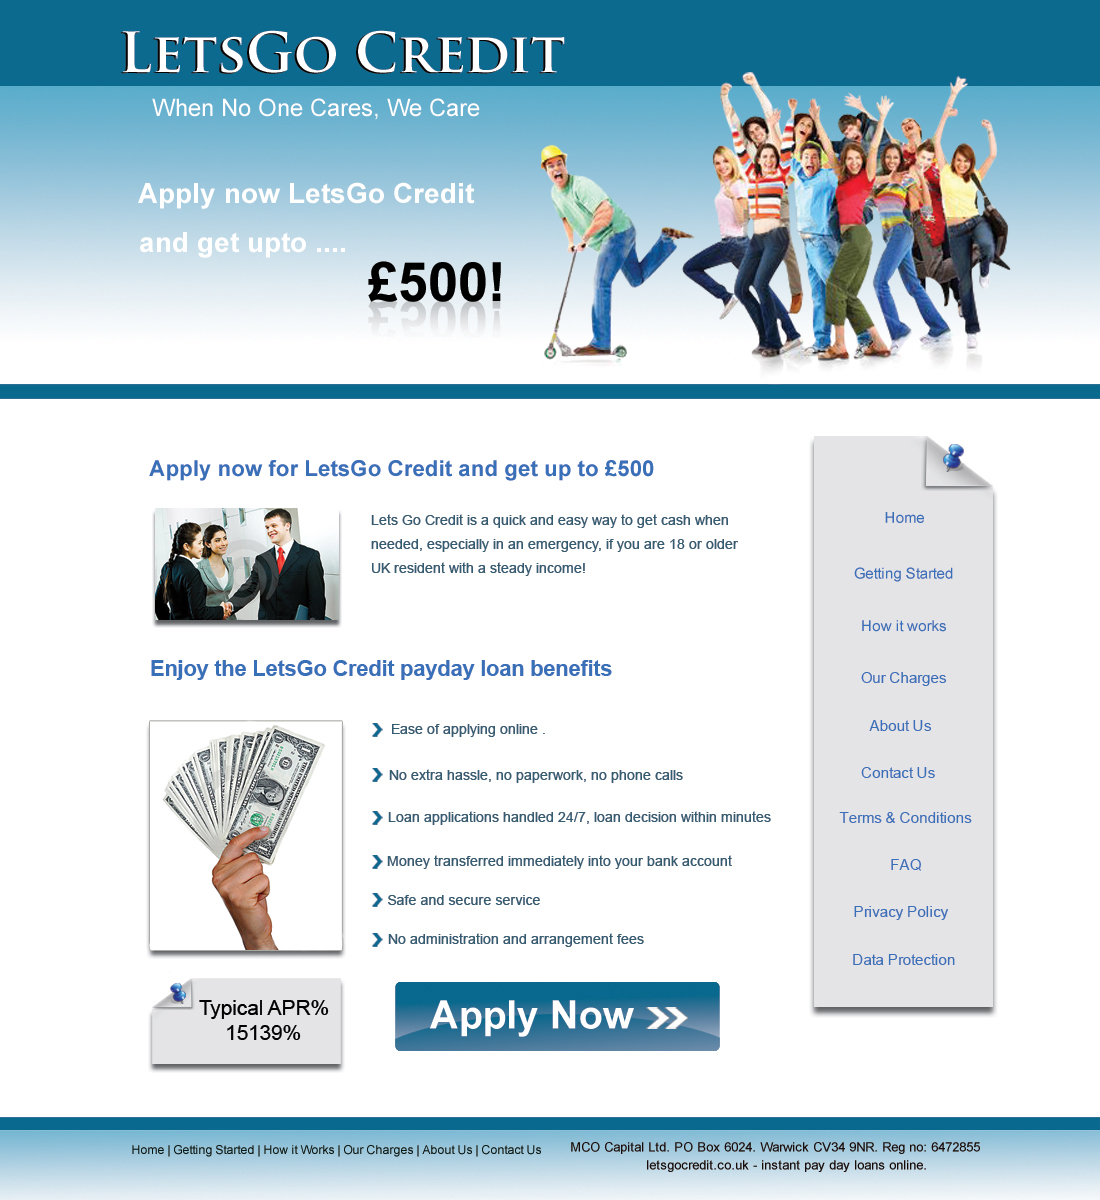 LETSGO CREDIT
When No One Cares, We Care
Apply now LetsGo Credit
and get upto ....
£500!
Apply now for LetsGo Credit and get up to £500
Lets Go Credit is a quick and easy way to get cash when
needed, especially in an emergency, if you are 18 or older
UK resident with a steady income!
Enjoy the LetsGo Credit payday loan benefits
Ease of applying online .
No extra hassle, no paperwork, no phone calls
Loan applications handled 24/7, loan decision within minutes
Money transferred immediately into your bank account
Safe and secure service
No administration and arrangement fees
Typical APR%
15139%
Apply Now
Home
Getting Started
How it works
Our Charges
About Us
Contact Us
Terms & Conditions
FAQ
Privacy Policy
Data Protection
Home | Getting Started | How it Works | Our Charges | About Us | Contact Us
MCO Capital Ltd. PO Box 6024. Warwick CV34 9NR. Reg no: 6472855
letsgocredit.co.uk - instant pay day loans online.